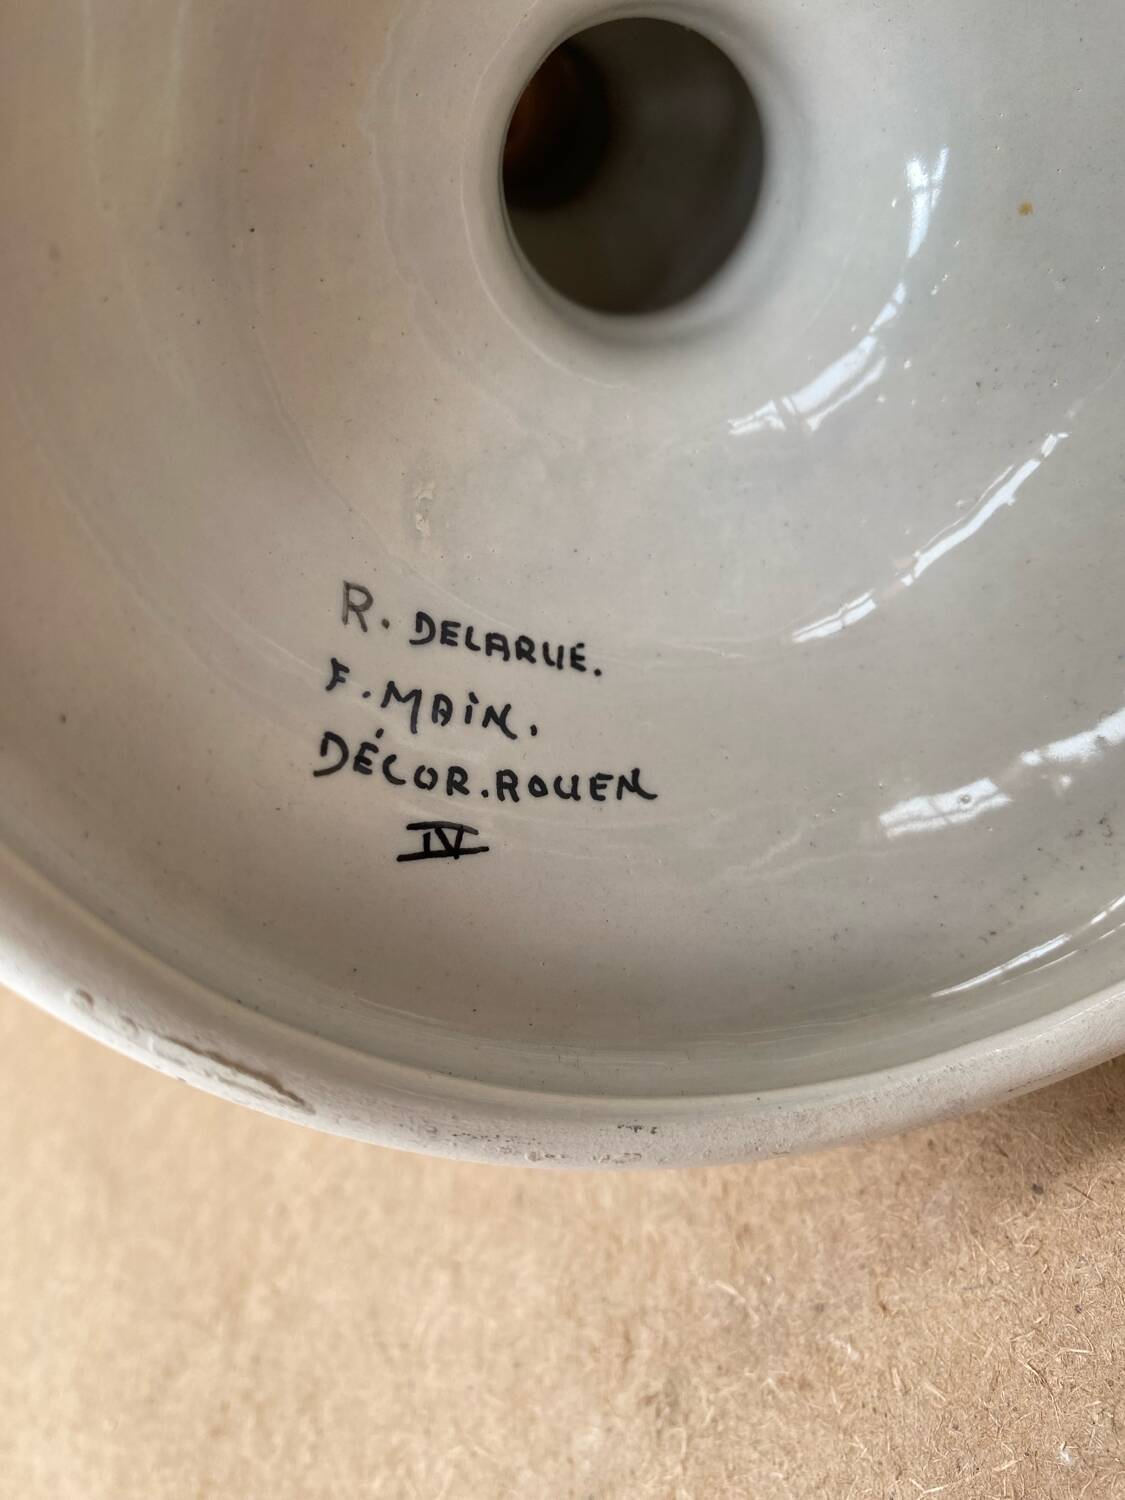 R. DELARUE.
F. MAiN.
DÉCOR. ROUEN
IV